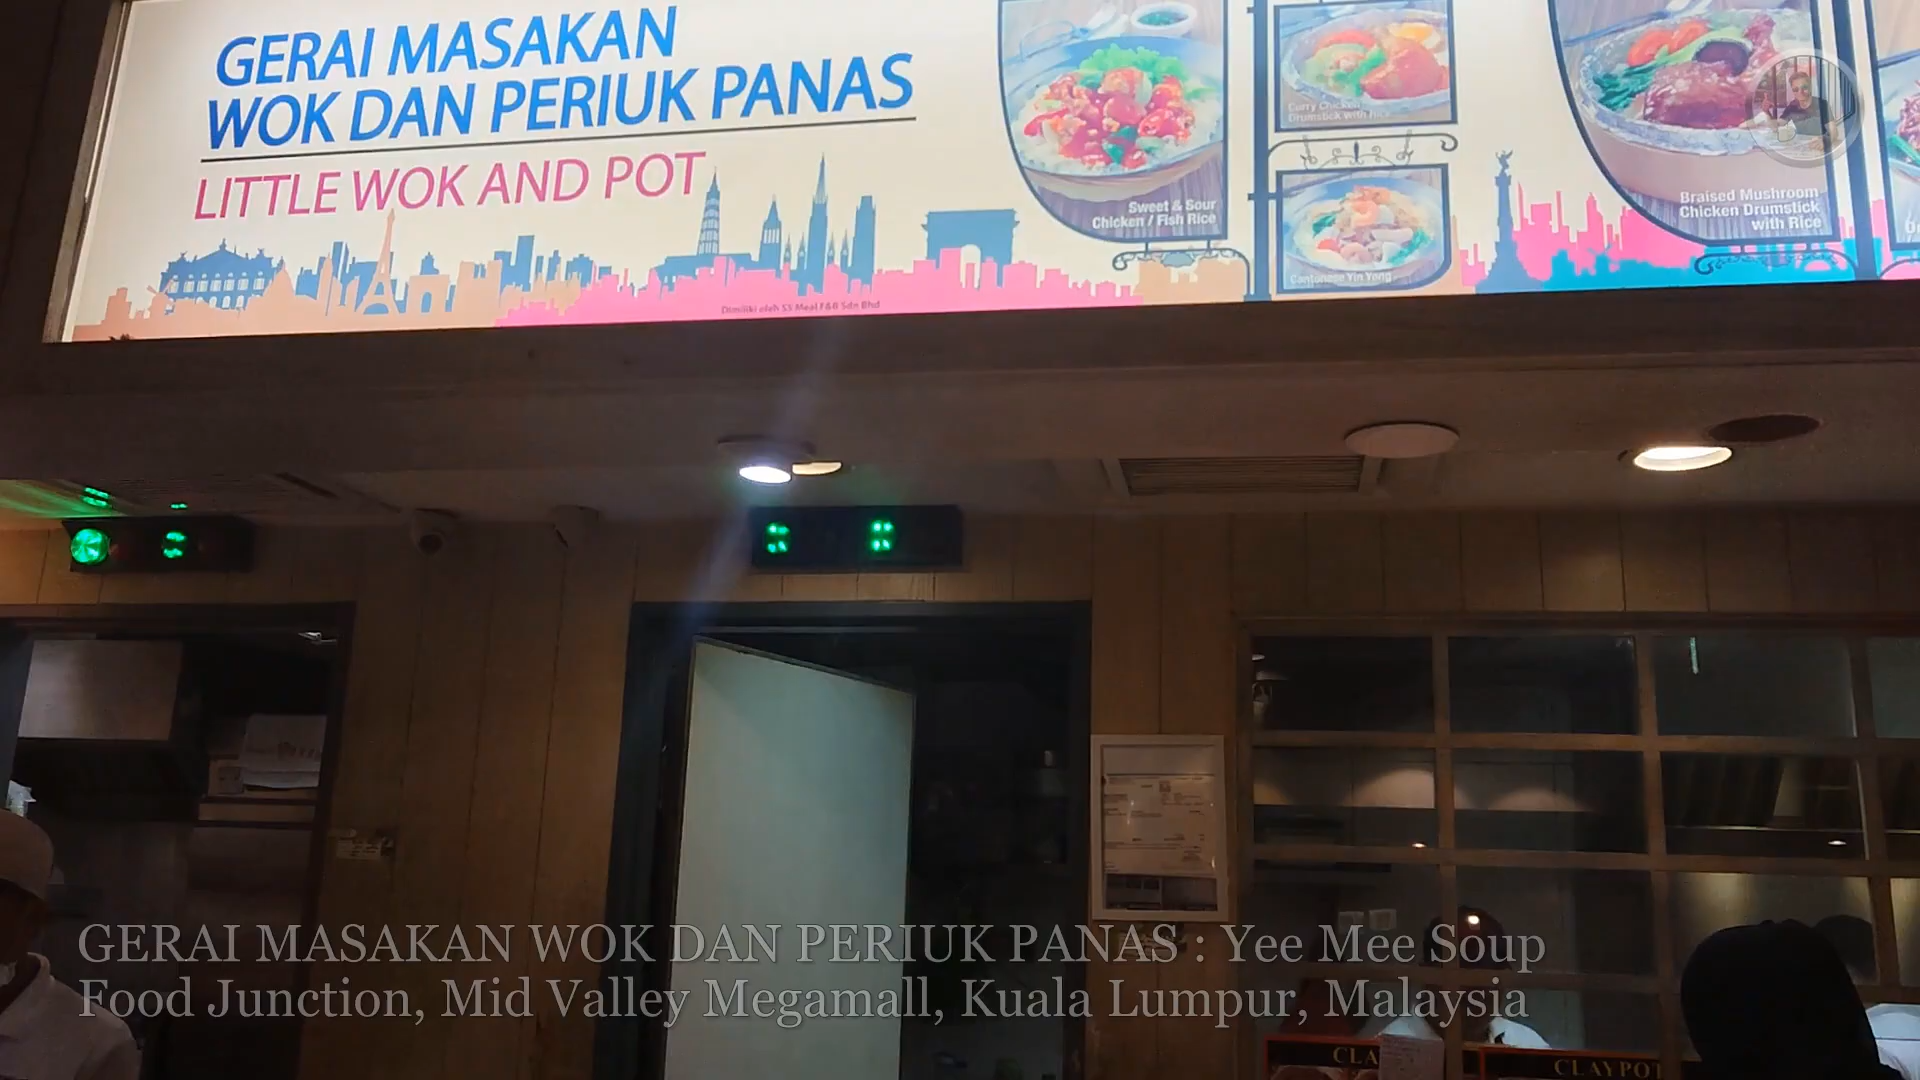 GERAI MASAKAN
WOK DAN PERIUK PANAS
LITTLE WOK AND POT
Dimiliki oleh S5 Meal F&B Sdn Bhd
Sweet & Sour
Chicken / Fish Rice
Curry Chicken
Drumstick with Rice
Cantonese Yin Yong
Braised Mushroom
Chicken Drumstick
with Rice
GERAI MASAKAN WOK DAN PERIUK PANAS : Yee Mee Soup
Food Junction, Mid Valley Megamall, Kuala Lumpur, Malaysia
CLA
CLAYPOT